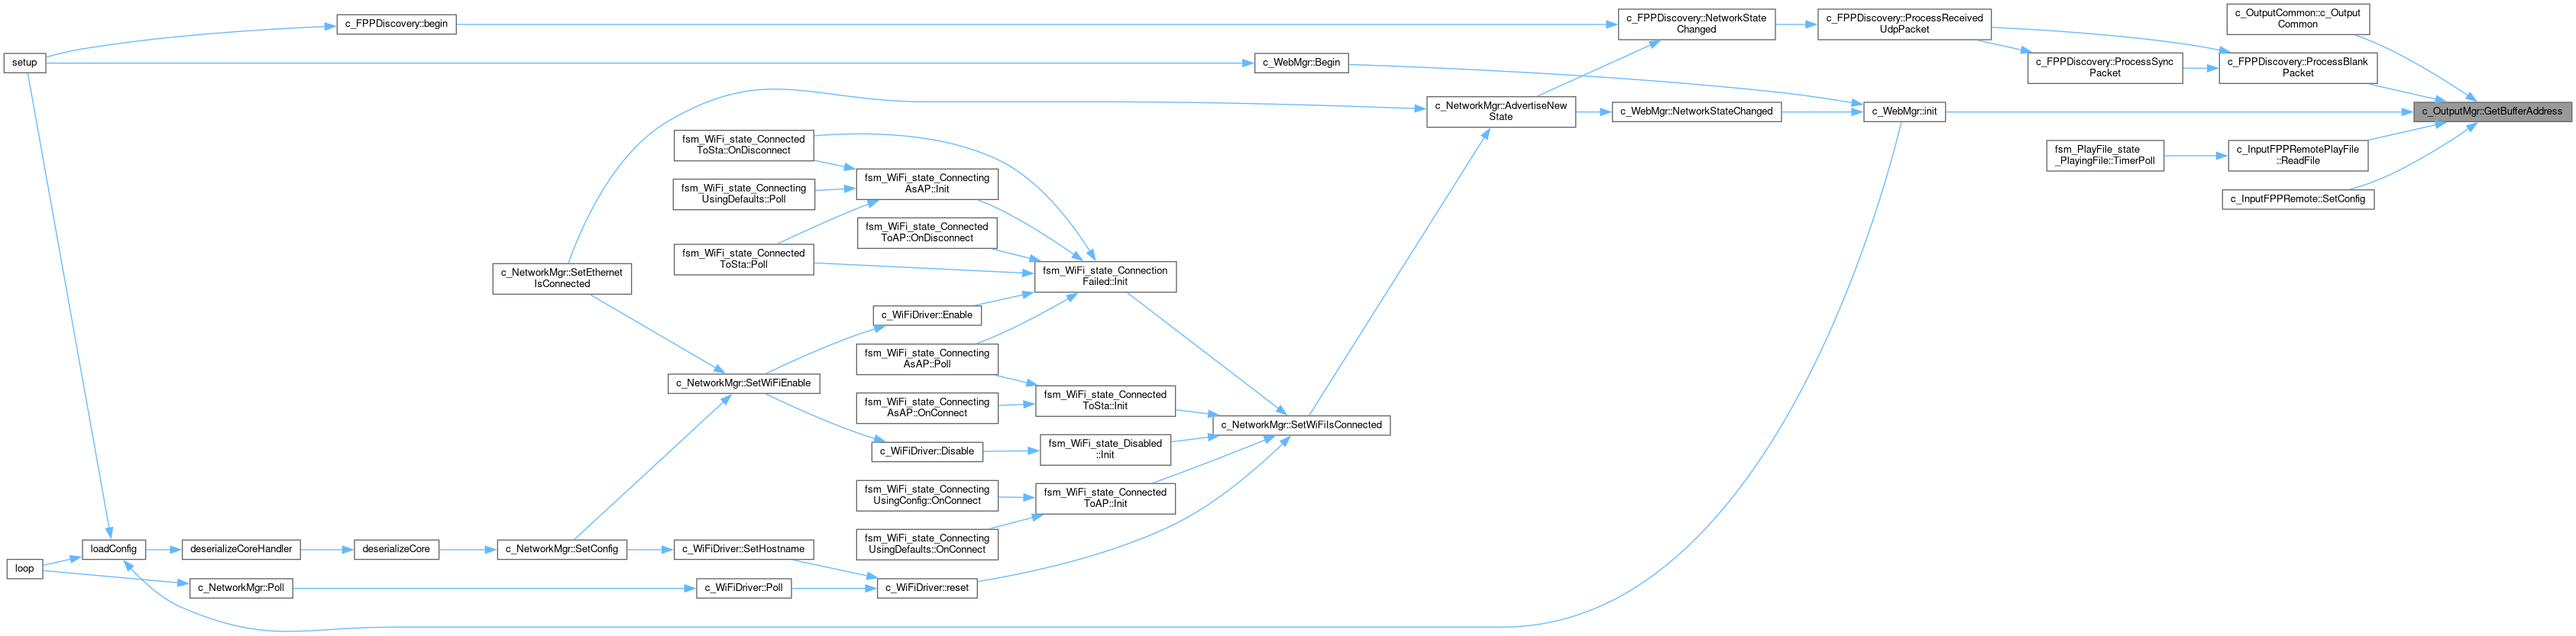 c_FPPDiscovery::begin
setup
c_WebMgr::Begin
c_FPPDiscovery::NetworkState
Changed
c_FPPDiscovery::ProcessReceived
UdpPacket
c_OutputCommon::c_Output
Common
c_FPPDiscovery::ProcessSync
Packet
c_FPPDiscovery::ProcessBlank
Packet
c_NetworkMgr::AdvertiseNew
State
c_WebMgr::NetworkStateChanged
c_WebMgr::init
c_OutputMgr::GetBufferAddress
fsm_PlayFile_state
_PlayingFile::TimerPoll
c_InputFPPRemotePlayFile
::ReadFile
c_InputFPPRemote::SetConfig
fsm_WiFi_state_Connected
ToSta::OnDisconnect
fsm_WiFi_state_Connecting
UsingDefaults::Poll
fsm_WiFi_state_Connecting
AsAP::Init
fsm_WiFi_state_Connected
ToAP::OnDisconnect
fsm_WiFi_state_Connected
ToSta::Poll
c_NetworkMgr::SetEthernet
IsConnected
fsm_WiFi_state_Connection
Failed::Init
c_WiFiDriver::Enable
fsm_WiFi_state_Connecting
AsAP::Poll
c_NetworkMgr::SetWiFiEnable
fsm_WiFi_state_Connecting
AsAP::OnConnect
fsm_WiFi_state_Connected
ToSta::Init
c_NetworkMgr::SetWiFiIsConnected
c_WiFiDriver::Disable
fsm_WiFi_state_Disabled
::Init
fsm_WiFi_state_Connecting
UsingConfig::OnConnect
fsm_WiFi_state_Connected
ToAP::Init
fsm_WiFi_state_Connecting
UsingDefaults::OnConnect
loadConfig
deserializeCoreHandler
deserializeCore
c_NetworkMgr::SetConfig
c_WiFiDriver::SetHostname
loop
c_NetworkMgr::Poll
c_WiFiDriver::Poll
c_WiFiDriver::reset